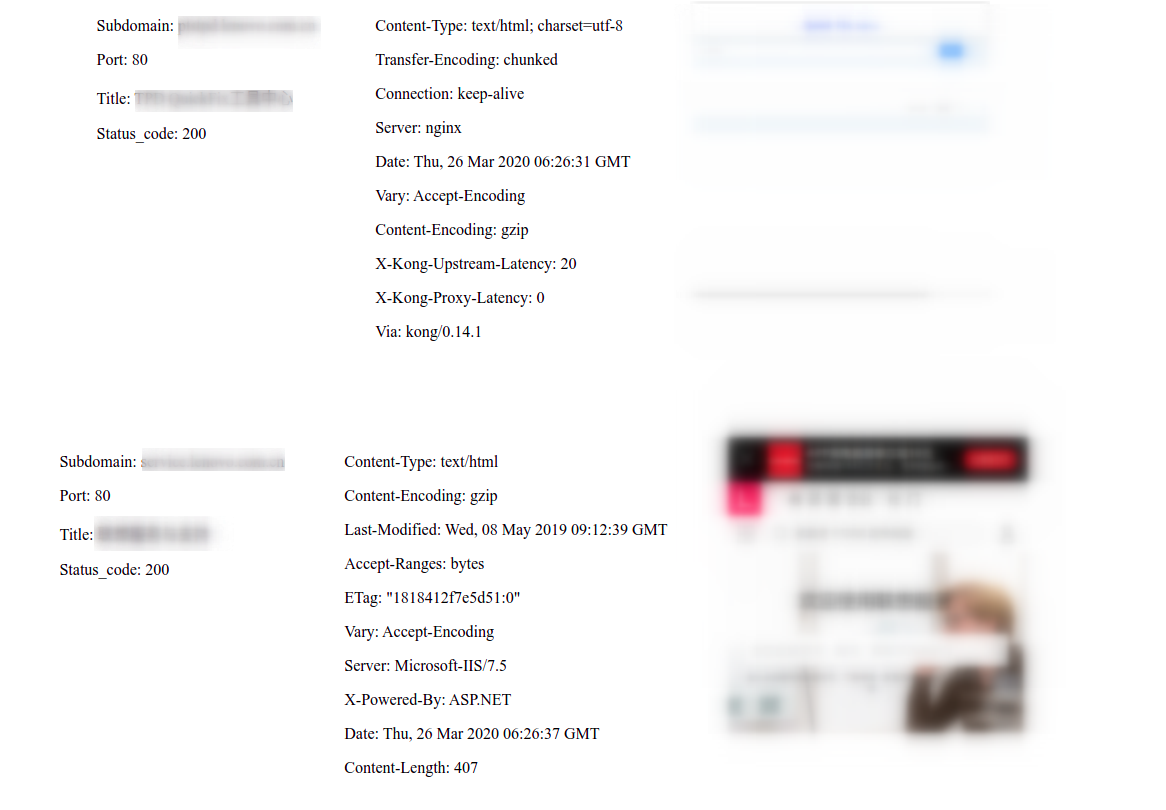 Subdomain:
Port: 80
Title:
Status_code: 200
Content-Type: text/html; charset=utf-8
Transfer-Encoding: chunked
Connection: keep-alive
Server: nginx
Date: Thu, 26 Mar 2020 06:26:31 GMT
Vary: Accept-Encoding
Content-Encoding: gzip
X-Kong-Upstream-Latency: 20
X-Kong-Proxy-Latency: 0
Via: kong/0.14.1
Subdomain:
Port: 80
Title:
Status_code: 200
Content-Type: text/html
Content-Encoding: gzip
Last-Modified: Wed, 08 May 2019 09:12:39 GMT
Accept-Ranges: bytes
ETag: "1818412f7e5d51:0"
Vary: Accept-Encoding
Server: Microsoft-IIS/7.5
X-Powered-By: ASP.NET
Date: Thu, 26 Mar 2020 06:26:37 GMT
Content-Length: 407